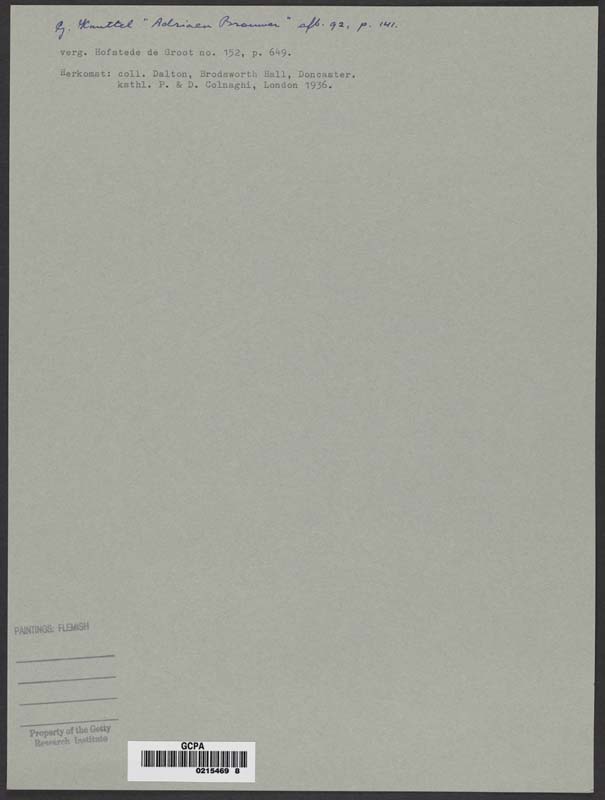 G. Knuttel "Adriaen Brouwer" afb. 92, p. 141.
verg. Hofstede de Groot no. 152, p. 649.
Herkomst: coll. Dalton, Brodsworth Hall, Doncaster.
ksthl. P. & D. Colnaghi, London 1936.
PAINTINGS: FLEMISH
Property of the Getty
Research Institute
GCPA
0215469 8